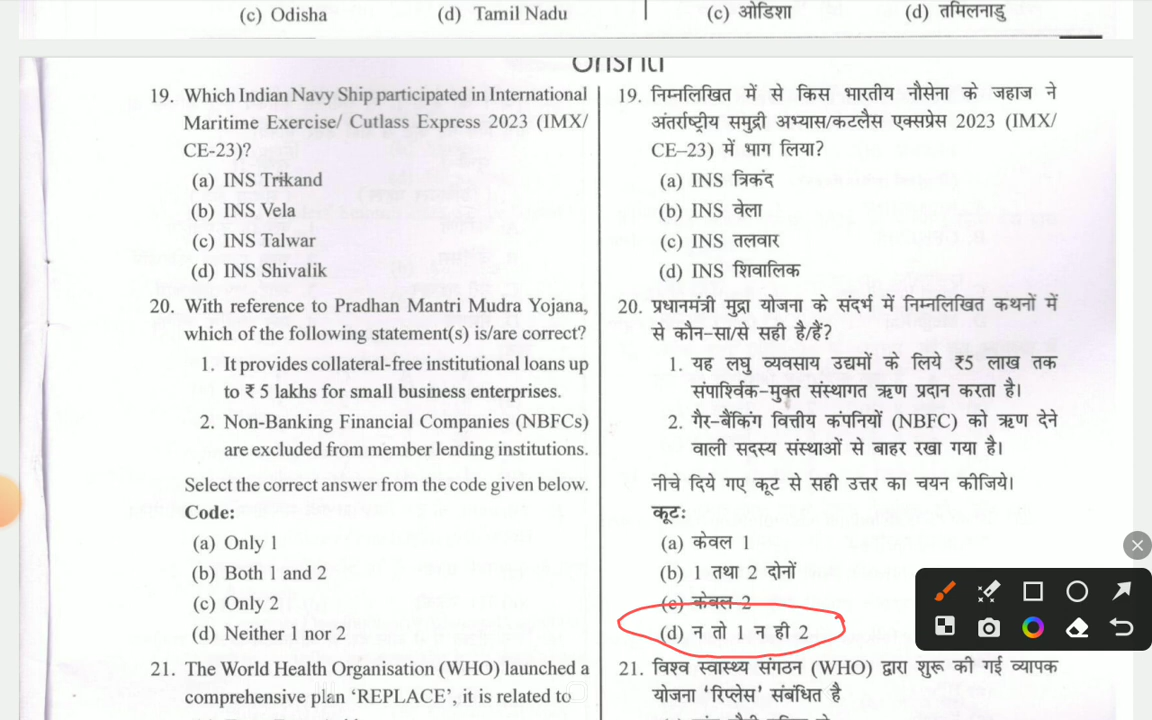 (c) Odisha (d) Tamil Nadu
(c) ओडिशा (d) तमिलनाडु
19. Which Indian Navy Ship participated in International
Maritime Exercise/ Cutlass Express 2023 (IMX/
CE-23)?
(a) INS Trikand
(b) INS Vela
(c) INS Talwar
(d) INS Shivalik
20. With reference to Pradhan Mantri Mudra Yojana,
which of the following statement(s) is/are correct?
1. It provides collateral-free institutional loans up
to ₹ 5 lakhs for small business enterprises.
2. Non-Banking Financial Companies (NBFCs)
are excluded from member lending institutions.
Select the correct answer from the code given below.
Code:
(a) Only 1
(b) Both 1 and 2
(c) Only 2
(d) Neither 1 nor 2
21. The World Health Organisation (WHO) launched a
comprehensive plan ‘REPLACE’, it is related to
19. निम्नलिखित में से किस भारतीय नौसेना के जहाज ने
अंतर्राष्ट्रीय समुद्री अभ्यास/कटलैस एक्सप्रेस 2023 (IMX/
CE–23) में भाग लिया?
(a) INS त्रिकंद
(b) INS वेला
(c) INS तलवार
(d) INS शिवालिक
20. प्रधानमंत्री मुद्रा योजना के संदर्भ में निम्नलिखित कथनों में
से कौन-सा/से सही है/हैं?
1. यह लघु व्यवसाय उद्यमों के लिये ₹5 लाख तक
संपार्श्विक-मुक्त संस्थागत ऋण प्रदान करता है।
2. गैर-बैंकिंग वित्तीय कंपनियों (NBFC) को ऋण देने
वाली सदस्य संस्थाओं से बाहर रखा गया है।
नीचे दिये गए कूट से सही उत्तर का चयन कीजिये।
कूट:
(a) केवल 1
(b) 1 तथा 2 दोनों
(c) केवल 2
(d) न तो 1 न ही 2
21. विश्व स्वास्थ्य संगठन (WHO) द्वारा शुरू की गई व्यापक
योजना ‘रिप्लेस’ संबंधित है